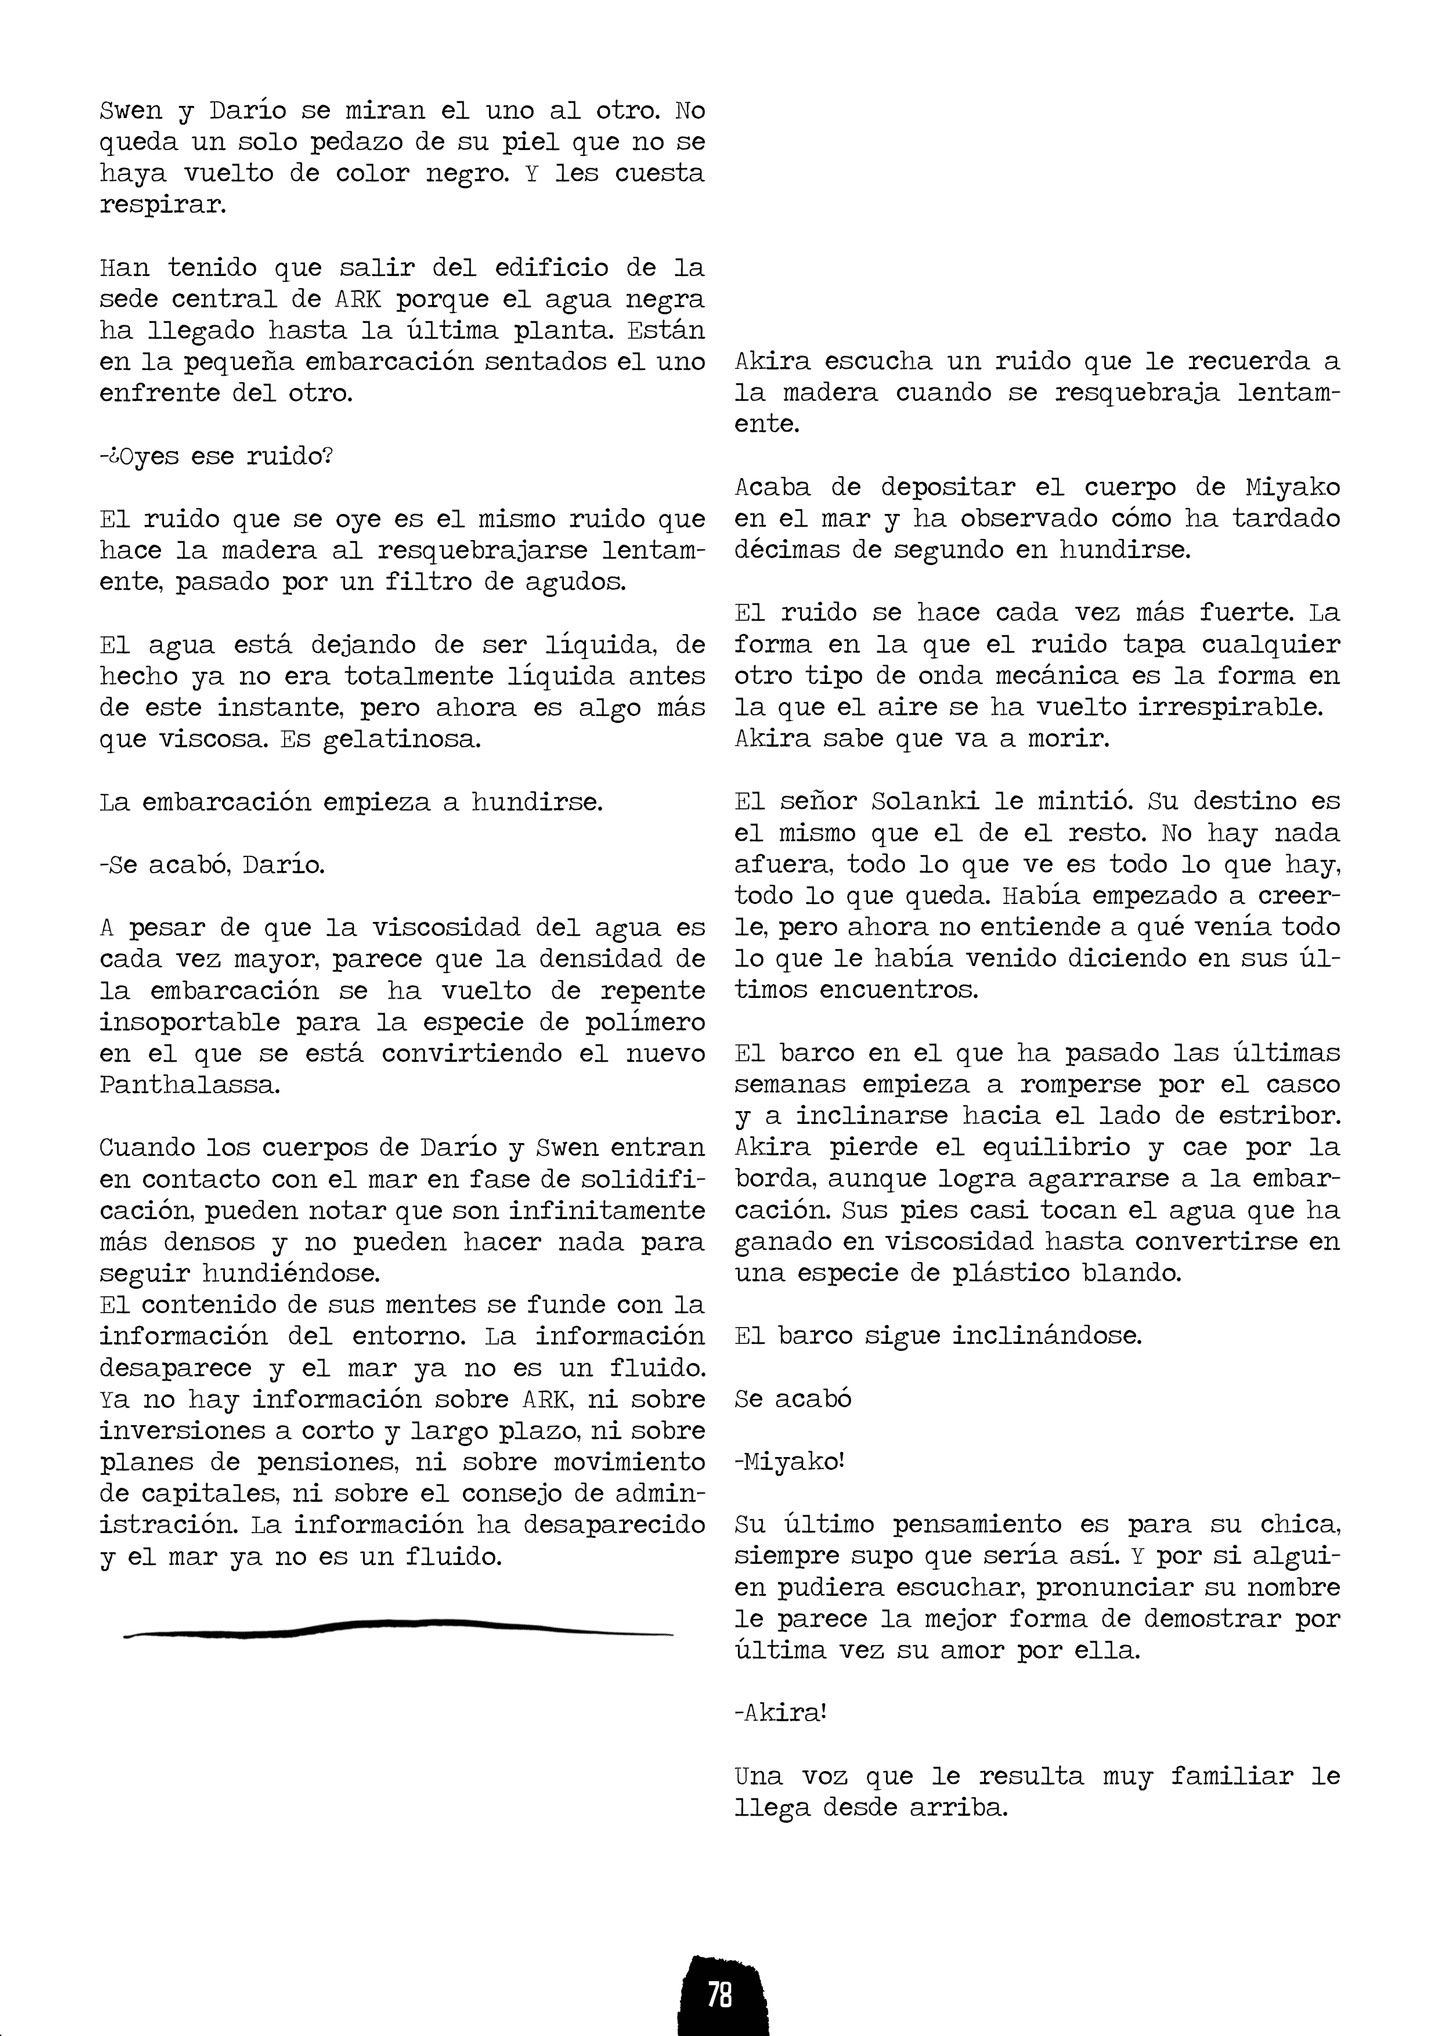 Swen y Darío se miran el uno al otro. No
queda un solo pedazo de su piel que no se
haya vuelto de color negro. Y les cuesta
respirar.
Han tenido que salir del edificio de la
sede central de ARK porque el agua negra
ha llegado hasta la última planta. Están
en la pequeña embarcación sentados el uno
enfrente del otro.
-¿Oyes ese ruido?
El ruido que se oye es el mismo ruido que
hace la madera al resquebrajarse lentam-
ente, pasado por un filtro de agudos.
El agua está dejando de ser líquida, de
hecho ya no era totalmente líquida antes
de este instante, pero ahora es algo más
que viscosa. Es gelatinosa.
La embarcación empieza a hundirse.
-Se acabó, Darío.
A pesar de que la viscosidad del agua es
cada vez mayor, parece que la densidad de
la embarcación se ha vuelto de repente
insoportable para la especie de polímero
en el que se está convirtiendo el nuevo
Panthalassa.
Cuando los cuerpos de Darío y Swen entran
en contacto con el mar en fase de solidifi-
cación, pueden notar que son infinitamente
más densos y no pueden hacer nada para
seguir hundiéndose.
El contenido de sus mentes se funde con la
información del entorno. La información
desaparece y el mar ya no es un fluido.
Ya no hay información sobre ARK, ni sobre
inversiones a corto y largo plazo, ni sobre
planes de pensiones, ni sobre movimiento
de capitales, ni sobre el consejo de admin-
istración. La información ha desaparecido
y el mar ya no es un fluido.
Akira escucha un ruido que le recuerda a
la madera cuando se resquebraja lentam-
ente.
Acaba de depositar el cuerpo de Miyako
en el mar y ha observado cómo ha tardado
décimas de segundo en hundirse.
El ruido se hace cada vez más fuerte. La
forma en la que el ruido tapa cualquier
otro tipo de onda mecánica es la forma en
la que el aire se ha vuelto irrespirable.
Akira sabe que va a morir.
El señor Solanki le mintió. Su destino es
el mismo que el de el resto. No hay nada
afuera, todo lo que ve es todo lo que hay,
todo lo que queda. Había empezado a creer-
le, pero ahora no entiende a qué venía todo
lo que le había venido diciendo en sus úl-
timos encuentros.
El barco en el que ha pasado las últimas
semanas empieza a romperse por el casco
y a inclinarse hacia el lado de estribor.
Akira pierde el equilibrio y cae por la
borda, aunque logra agarrarse a la embar-
cación. Sus pies casi tocan el agua que ha
ganado en viscosidad hasta convertirse en
una especie de plástico blando.
El barco sigue inclinándose.
Se acabó
-Miyako!
Su último pensamiento es para su chica,
siempre supo que sería así. Y por si algui-
en pudiera escuchar, pronunciar su nombre
le parece la mejor forma de demostrar por
última vez su amor por ella.
-Akira!
Una voz que le resulta muy familiar le
llega desde arriba.
78